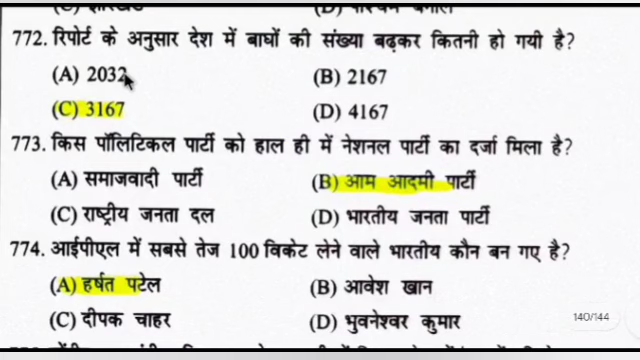 772. रिपोर्ट के अनुसार देश में बाघों की संख्या बढ़कर कितनी हो गयी है?
(A) 2032 (B) 2167
(C) 3167 (D) 4167
773. किस पॉलिटिकल पार्टी को हाल ही में नेशनल पार्टी का दर्जा मिला है?
(A) समाजवादी पार्टी (B) आम आदमी पार्टी
(C) राष्ट्रीय जनता दल (D) भारतीय जनता पार्टी
774. आईपीएल में सबसे तेज 100 विकेट लेने वाले भारतीय कौन बन गए है?
(A) हर्षत पटेल (B) आवेश खान
(C) दीपक चाहर (D) भुवनेश्वर कुमार
140/144